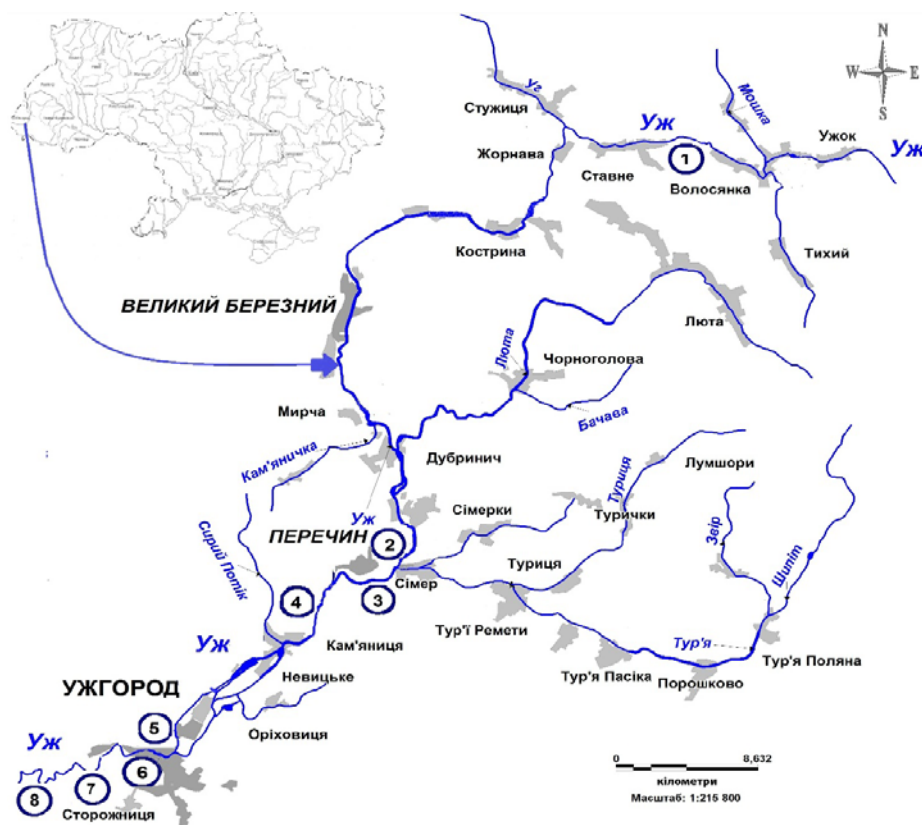 N
W E
S
Уг
Стужиця
Уж
Мошка
Ужок
Уж
Жорнава
Ставне
1
Волосянка
Кострина
Тихий
ВЕЛИКИЙ БЕРЕЗНИЙ
Люта
Люта
Чорноголова
Бачава
Мирча
Кам'яничка
Дубринич
Лумшори
Туриця
Сімерки
Турички
Звір
Шипіт
Уж
ПЕРЕЧИН
2
Сирий Потік
Туриця
Сімер
3
4
Тур'ї Ремети
Кам'яниця
Тур'я
Тур'я Поляна
Тур'я Пасіка
Порошково
Уж
Невицьке
УЖГОРОД
Оріховиця
5
Уж
6
7
8
Сторожниця
0 8,632
кілометри
Масштаб: 1:215 800